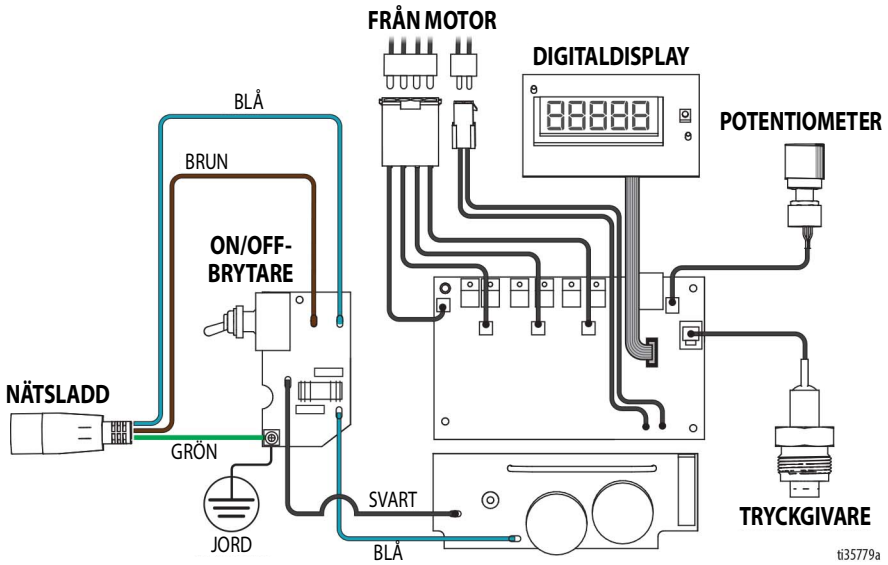 FRÅN MOTOR
DIGITALDISPLAY
BLÅ
POTENTIOMETER
BRUN
ON/OFF-
BRYTARE
NÄTSLADD
GRÖN
SVART
TRYCKGIVARE
JORD
BLÅ
ti35779a